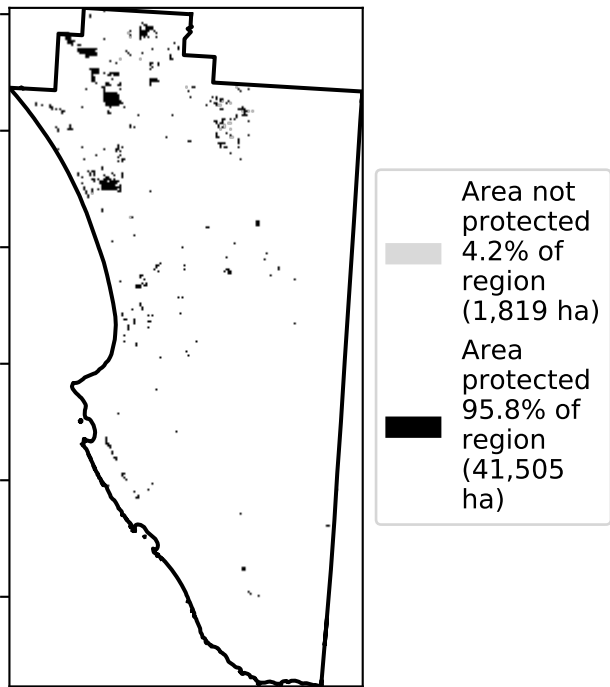 Area not
protected
4.2% of
region
(1,819 ha)
Area
protected
95.8% of
region
(41,505
ha)